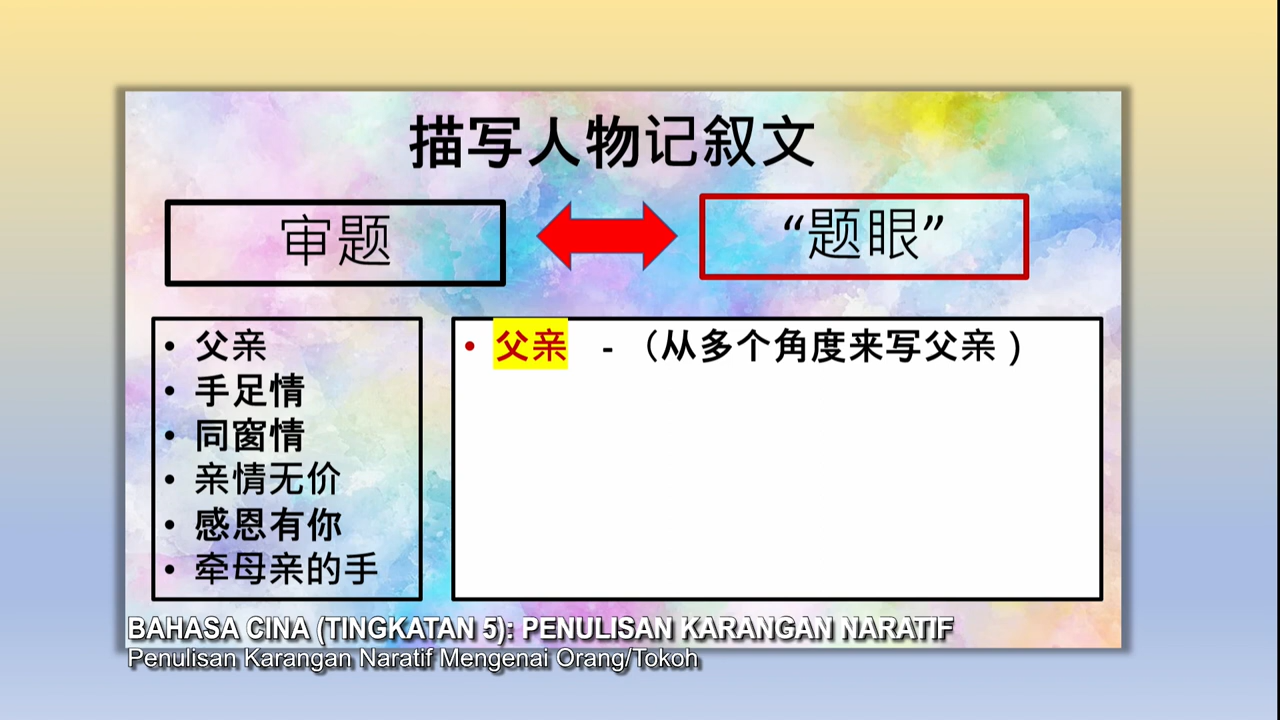 描写人物记叙文
审题
“题眼”
• 父亲
• 手足情
• 同窗情
• 亲情无价
• 感恩有你
• 牵母亲的手
• 父亲 - （从多个角度来写父亲）
BAHASA CINA (TINGKATAN 5): PENULISAN KARANGAN NARATIF
Penulisan Karangan Naratif Mengenai Orang/Tokoh